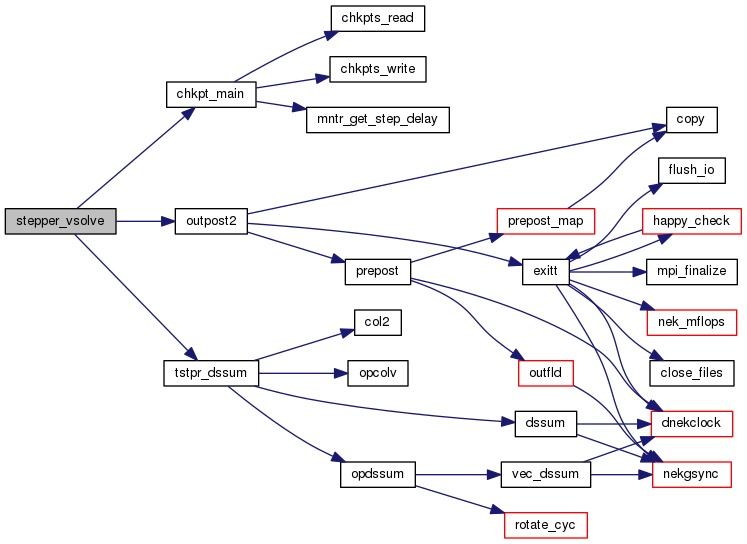 chkpts_read
chkpts_write
chkpt_main
mntr_get_step_delay
copy
flush_io
stepper_vsolve
outpost2
prepost_map
happy_check
prepost
exitt
mpi_finalize
nek_mflops
col2
tstpr_dssum
opcolv
outfld
close_files
dssum
dnekclock
opdssum
vec_dssum
nekgsync
rotate_cyc